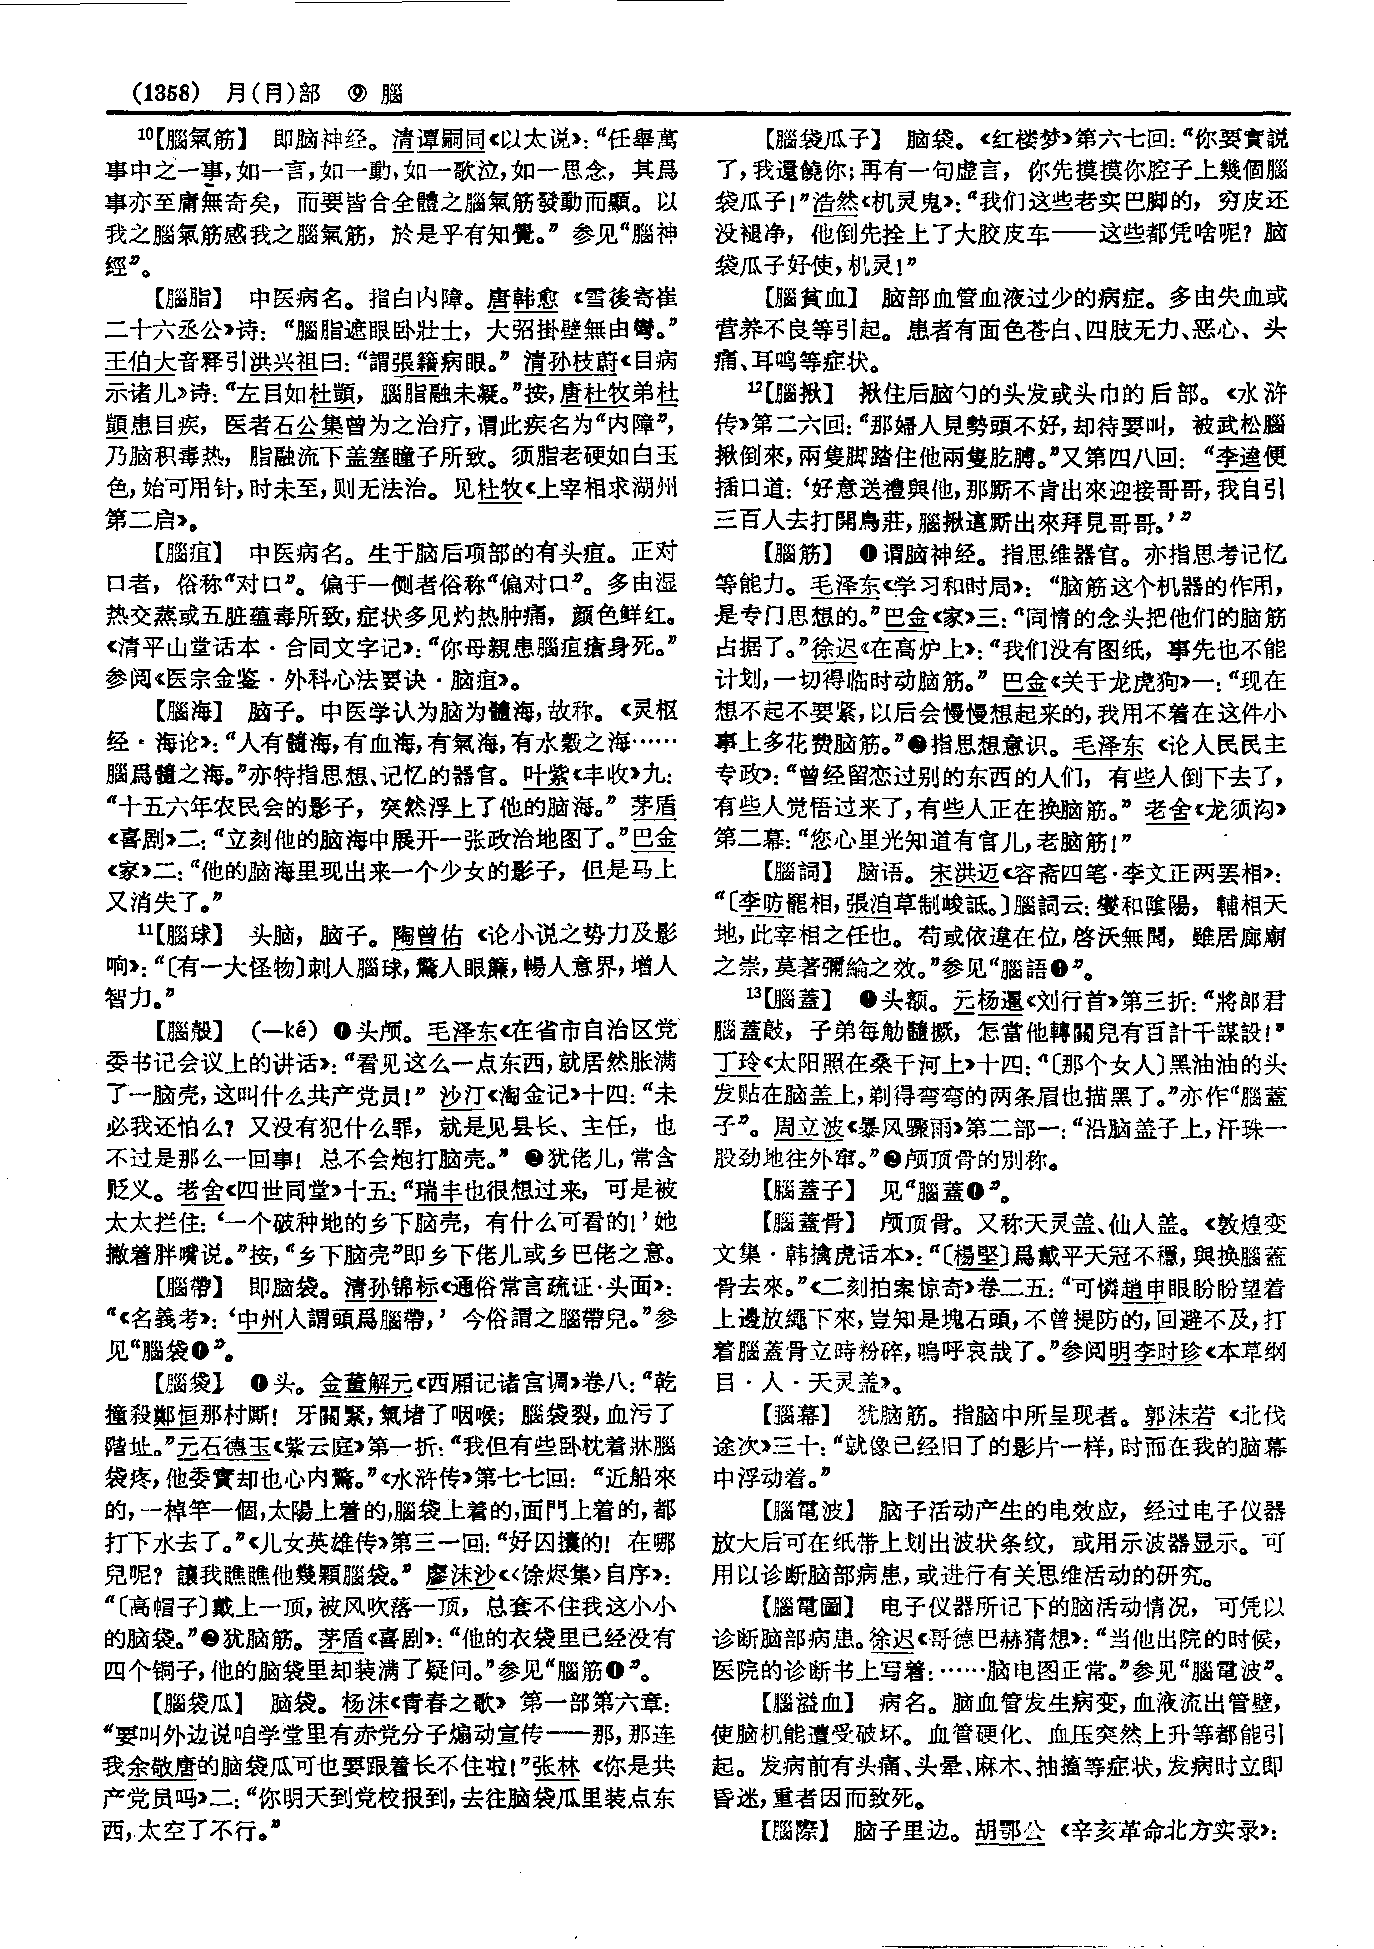 (1358) 月(月)部 ⑨ 腦
¹⁰【腦氣筋】 即脑神经。清谭嗣同《以太说》：“任舉萬
事中之一事，如一言，如一動，如一歌泣，如一思念，其爲
事亦至庸無奇矣，而要皆合全體之腦氣筋發動而顯。以
我之腦氣筋感我之腦氣筋，於是乎有知覺。”参见“腦神
經”。
【腦脂】 中医病名。指白内障。唐韩愈《雪後寄崔
二十六丞公》诗：“腦脂遮眼卧壯士，大弨掛壁無由彎。”
王伯大音释引洪兴祖曰：“謂張籍病眼。”清孙枝蔚《目病
示诸儿》诗：“左目如杜顗，腦脂融未凝。”按，唐杜牧弟杜
顗患目疾，医者石公集曾为之治疗，谓此疾名为“内障”，
乃脑积毒热，脂融流下盖塞瞳子所致。须脂老硬如白玉
色，始可用针，时未至，则无法治。见杜牧《上宰相求湖州
第二启》。
【腦疽】 中医病名。生于脑后项部的有头疽。正对
口者，俗称“对口”。偏于一侧者俗称“偏对口”。多由湿
热交蒸或五脏蕴毒所致，症状多见灼热肿痛，颜色鲜红。
《清平山堂话本·合同文字记》：“你母親患腦疽瘡身死。”
参阅《医宗金鉴·外科心法要诀·脑疽》。
【腦海】 脑子。中医学认为脑为髓海，故称。《灵枢
经·海论》：“人有髓海，有血海，有氣海，有水穀之海……
腦爲髓之海。”亦特指思想、记忆的器官。叶紫《丰收》九：
“十五六年农民会的影子，突然浮上了他的脑海。”茅盾
《喜剧》二：“立刻他的脑海中展开一张政治地图了。”巴金
《家》二：“他的脑海里现出来一个少女的影子，但是马上
又消失了。”
¹¹【腦球】 头脑，脑子。陶曾佑《论小说之势力及影
响》：“〔有一大怪物〕刺人腦球，驚人眼簾，暢人意界，增人
智力。”
【腦殼】（—ké）❶头颅。毛泽东《在省市自治区党
委书记会议上的讲话》：“看见这么一点东西，就居然胀满
了一脑壳，这叫什么共产党员！”沙汀《淘金记》十四：“未
必我还怕么？又没有犯什么罪，就是见县长、主任，也
不过是那么一回事！总不会炮打脑壳。”❷犹佬儿，常含
贬义。老舍《四世同堂》十五：“瑞丰也很想过来，可是被
太太拦住：‘一个破种地的乡下脑壳，有什么可看的！’她
撇着胖嘴说。”按，“乡下脑壳”即乡下佬儿或乡巴佬之意。
【腦帶】 即脑袋。清孙锦标《通俗常言疏证·头面》：
“《名義考》：‘中州人謂頭爲腦帶，’今俗謂之腦帶兒。”参
见“腦袋❶”。
【腦袋】 ❶头。金董解元《西厢记诸宫调》卷八：“乾
撞殺鄭恒那村厮！牙關緊，氣堵了咽喉；腦袋裂，血污了
階址。”元石德玉《紫云庭》第一折：“我但有些卧枕着牀腦
袋疼，他委實却也心内驚。”《水浒传》第七七回：“近船來
的，一棹竿一個，太陽上着的，腦袋上着的，面門上着的，都
打下水去了。”《儿女英雄传》第三一回：“好囚攮的！在哪
兒呢？讓我瞧瞧他幾顆腦袋。”廖沫沙《〈馀烬集〉自序》：
“〔高帽子〕戴上一顶，被风吹落一顶，总套不住我这小小
的脑袋。”❷犹脑筋。茅盾《喜剧》：“他的衣袋里已经没有
四个铜子，他的脑袋里却装满了疑问。”参见“腦筋❶”。
【腦袋瓜】 脑袋。杨沫《青春之歌》第一部第六章：
“要叫外边说咱学堂里有赤党分子煽动宣传——那，那连
我余敬唐的脑袋瓜可也要跟着长不住啦！”张林《你是共
产党员吗》二：“你明天到党校报到，去往脑袋瓜里装点东
西，太空了不行。”
【腦袋瓜子】 脑袋。《红楼梦》第六七回：“你要實説
了，我還饒你；再有一句虚言，你先摸摸你腔子上幾個腦
袋瓜子！”浩然《机灵鬼》：“我们这些老实巴脚的，穷皮还
没褪净，他倒先拴上了大胶皮车——这些都凭啥呢？脑
袋瓜子好使，机灵！”
【腦貧血】 脑部血管血液过少的病症。多由失血或
营养不良等引起。患者有面色苍白、四肢无力、恶心、头
痛、耳鸣等症状。
¹²【腦揪】 揪住后脑勺的头发或头巾的后部。《水浒
传》第二六回：“那婦人見勢頭不好，却待要叫，被武松腦
揪倒來，兩隻脚踏住他兩隻肐膊。”又第四八回：“李逵便
插口道：‘好意送禮與他，那厮不肯出來迎接哥哥，我自引
三百人去打開鳥莊，腦揪這厮出來拜見哥哥。’”
【腦筋】 ❶谓脑神经。指思维器官。亦指思考记忆
等能力。毛泽东《学习和时局》：“脑筋这个机器的作用，
是专门思想的。”巴金《家》三：“同情的念头把他们的脑筋
占据了。”徐迟《在高炉上》：“我们没有图纸，事先也不能
计划，一切得临时动脑筋。”巴金《关于龙虎狗》一：“现在
想不起不要紧，以后会慢慢想起来的，我用不着在这件小
事上多花费脑筋。”❷指思想意识。毛泽东《论人民民主
专政》：“曾经留恋过别的东西的人们，有些人倒下去了，
有些人觉悟过来了，有些人正在换脑筋。”老舍《龙须沟》
第二幕：“您心里光知道有官儿，老脑筋！”
【腦詞】 脑语。宋洪迈《容斋四笔·李文正两罢相》：
“〔李昉罷相，張洎草制峻詆。〕腦詞云：燮和陰陽，輔相天
地，此宰相之任也。苟或依違在位，啓沃無聞，雖居廊廟
之崇，莫著彌綸之效。”参见“腦語❶”。
¹³【腦蓋】 ❶头额。元杨暹《刘行首》第三折：“將郎君
腦蓋敲，子弟每觔髓撅，怎當他轉關兒有百計千謀設！”
丁玲《太阳照在桑干河上》十四：“〔那个女人〕黑油油的头
发贴在脑盖上，剃得弯弯的两条眉也描黑了。”亦作“腦蓋
子”。周立波《暴风骤雨》第二部一：“沿脑盖子上，汗珠一
股劲地往外窜。”❷颅顶骨的别称。
【腦蓋子】 见“腦蓋❶”。
【腦蓋骨】 颅顶骨。又称天灵盖、仙人盖。《敦煌变
文集·韩擒虎话本》：“〔楊堅〕爲戴平天冠不穩，與换腦蓋
骨去來。”《二刻拍案惊奇》卷二五：“可憐趙申眼盼盼望着
上邊放繩下來，豈知是塊石頭，不曾提防的，回避不及，打
着腦蓋骨立時粉碎，嗚呼哀哉了。”参阅明李时珍《本草纲
目·人·天灵盖》。
【腦幕】 犹脑筋。指脑中所呈现者。郭沫若《北伐
途次》三十：“就像已经旧了的影片一样，时而在我的脑幕
中浮动着。”
【腦電波】 脑子活动产生的电效应，经过电子仪器
放大后可在纸带上划出波状条纹，或用示波器显示。可
用以诊断脑部病患，或进行有关思维活动的研究。
【腦電圖】 电子仪器所记下的脑活动情况，可凭以
诊断脑部病患。徐迟《哥德巴赫猜想》：“当他出院的时候，
医院的诊断书上写着：……脑电图正常。”参见“腦電波”。
【腦溢血】 病名。脑血管发生病变，血液流出管壁，
使脑机能遭受破坏。血管硬化、血压突然上升等都能引
起。发病前有头痛、头晕、麻木、抽搐等症状，发病时立即
昏迷，重者因而致死。
【腦際】 脑子里边。胡鄂公《辛亥革命北方实录》：